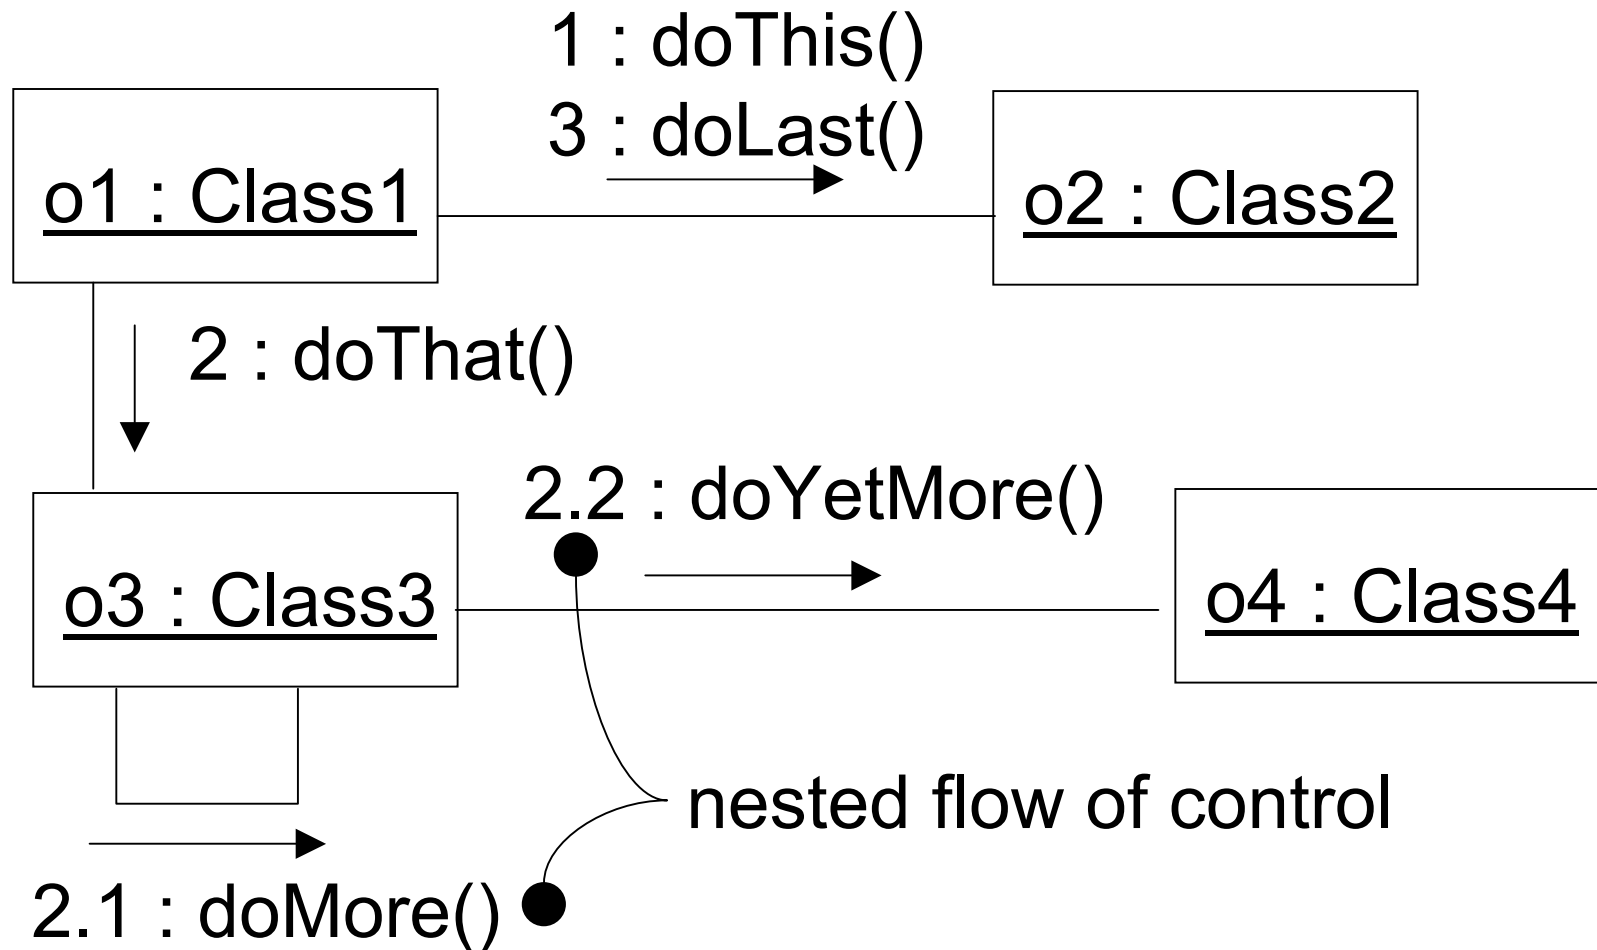 1 : doThis()
3 : doLast()
o1 : Class1
o2 : Class2
2 : doThat()
2.2 : doYetMore()
o3 : Class3
o4 : Class4
nested flow of control
2.1 : doMore()